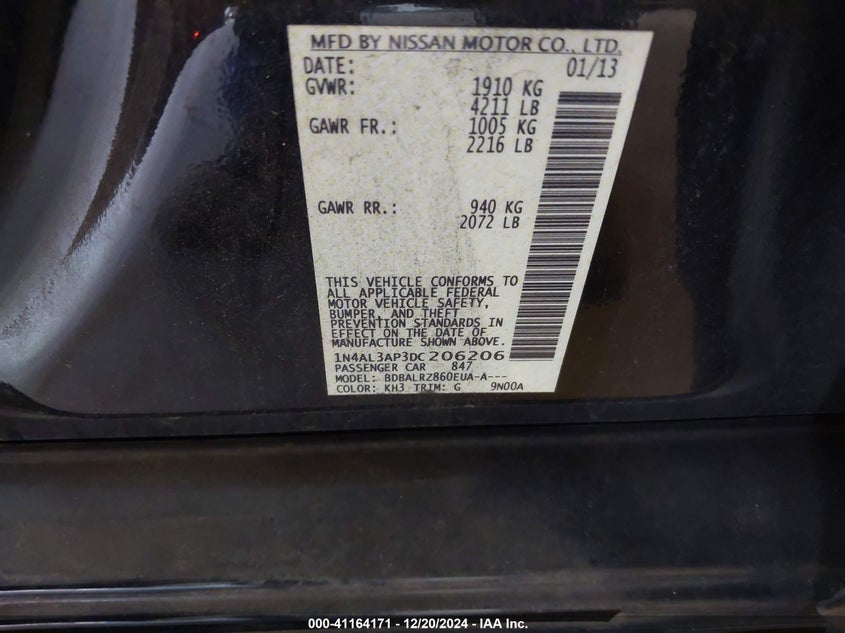 MFD BY NISSAN MOTOR CO., LTD.
DATE: 01/13
GVWR: 1910 KG
4211 LB
GAWR FR.: 1005 KG
2216 LB
GAWR RR.: 940 KG
2072 LB
THIS VEHICLE CONFORMS TO
ALL APPLICABLE FEDERAL
MOTOR VEHICLE SAFETY,
BUMPER, AND THEFT
PREVENTION STANDARDS IN
EFFECT ON THE DATE OF
MANUFACTURE SHOWN ABOVE.
1N4AL3AP3DC206206
PASSENGER CAR 847
MODEL: BDBALRZ860EUA-A---
COLOR: KH3 TRIM: G 9N00A
000-41164171 - 12/20/2024 - IAA Inc.